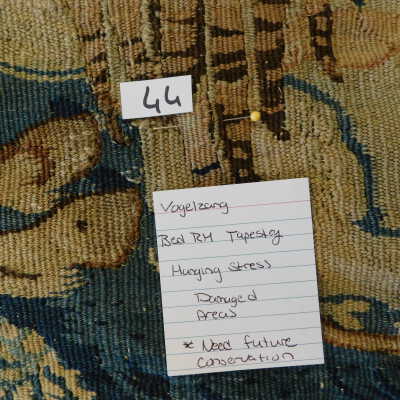 44
Vogelzang
Bed RM Tapestry
Hanging Stress
Damaged
Areas
* Need future
conservation